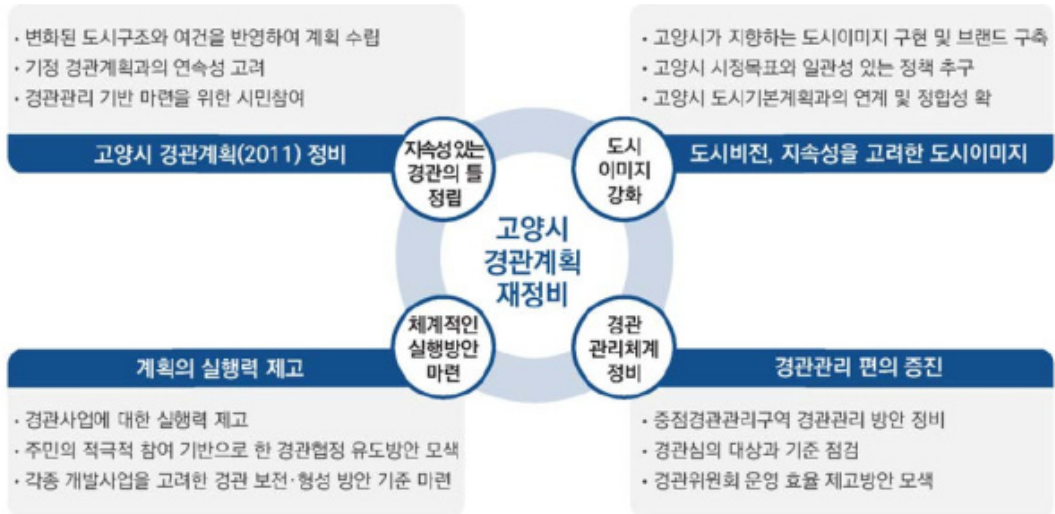 · 변화된 도시구조와 여건을 반영하여 계획 수립
· 기정 경관계획과의 연속성 고려
· 경관관리 기반 마련을 위한 시민참여
고양시 경관계획(2011) 정비
· 고양시가 지향하는 도시이미지 구현 및 브랜드 구축
· 고양시 시정목표와 일관성 있는 정책 추구
· 고양시 도시기본계획과의 연계 및 정합성 확
도시비전, 지속성을 고려한 도시이미지
지속성 있는
경관의 틀
정립
도시
이미지
강화
고양시
경관계획
재정비
체계적인
실행방안
마련
경관
관리체계
정비
계획의 실행력 제고
· 경관사업에 대한 실행력 제고
· 주민의 적극적 참여 기반으로 한 경관협정 유도방안 모색
· 각종 개발사업을 고려한 경관 보전·형성 방안 기준 미련
경관관리 편의 증진
· 중점경관관리구역 경관관리 방안 정비
· 경관심의 대상과 기준 점검
· 경관위원회 운영 효율 제고방안 모색